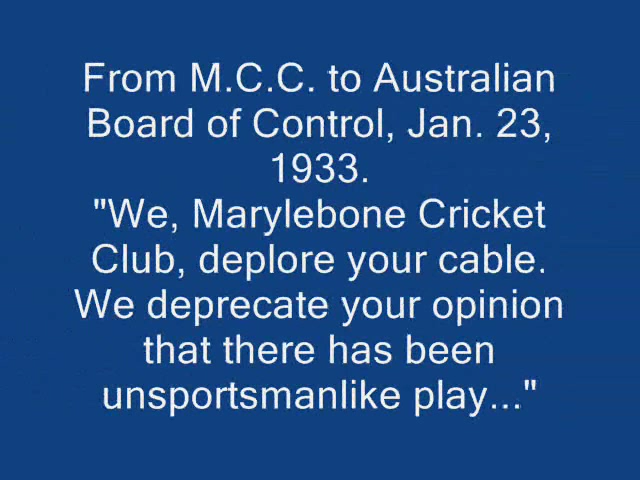 From M.C.C. to Australian
Board of Control, Jan. 23,
1933.
"We, Marylebone Cricket
Club, deplore your cable.
We deprecate your opinion
that there has been
unsportsmanlike play..."